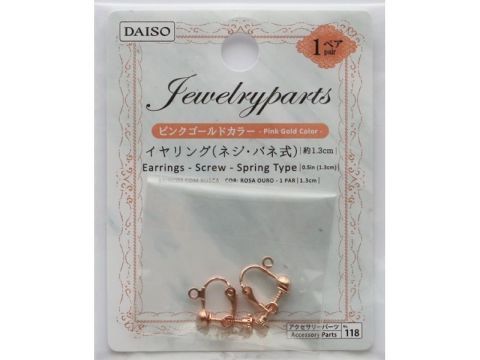 DAISO
1ペア
pair
Jewelryparts
ピンクゴールドカラー - Pink Gold Color -
イヤリング(ネジ・バネ式) 約1.3cm
Earrings - Screw - Spring Type 0.5in (1.3cm)
COM ROSCA - COR: ROSA OURO - 1 PAR 1.3cm
アクセサリーパーツ
Accessory Parts
No.
118